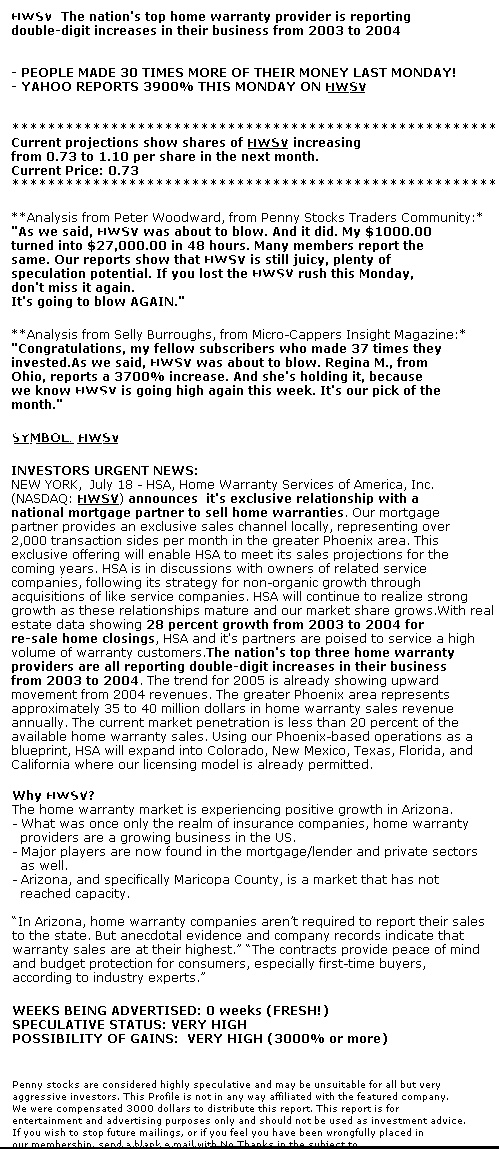 HWSV The nation's top home warranty provider is reporting
double-digit increases in their business from 2003 to 2004
- PEOPLE MADE 30 TIMES MORE OF THEIR MONEY LAST MONDAY!
- YAHOO REPORTS 3900% THIS MONDAY ON HWSV
******************************************************
Current projections show shares of HWSV increasing
from 0.73 to 1.10 per share in the next month.
Current Price: 0.73
******************************************************
**Analysis from Peter Woodward, from Penny Stocks Traders Community:*
"As we said, HWSV was about to blow. And it did. My $1000.00
turned into $27,000.00 in 48 hours. Many members report the
same. Our reports show that HWSV is still juicy, plenty of
speculation potential. If you lost the HWSV rush this Monday,
don't miss it again.
It's going to blow AGAIN."
**Analysis from Selly Burroughs, from Micro-Cappers Insight Magazine:*
"Congratulations, my fellow subscribers who made 37 times they
invested.As we said, HWSV was about to blow. Regina M., from
Ohio, reports a 3700% increase. And she's holding it, because
we know HWSV is going high again this week. It's our pick of the
month."
SYMBOL: HWSV
INVESTORS URGENT NEWS:
NEW YORK, July 18 - HSA, Home Warranty Services of America, Inc.
(NASDAQ: HWSV) announces it's exclusive relationship with a
national mortgage partner to sell home warranties. Our mortgage
partner provides an exclusive sales channel locally, representing over
2,000 transaction sides per month in the greater Phoenix area. This
exclusive offering will enable HSA to meet its sales projections for the
coming years. HSA is in discussions with owners of related service
companies, following its strategy for non-organic growth through
acquisitions of like service companies. HSA will continue to realize strong
growth as these relationships mature and our market share grows.With real
estate data showing 28 percent growth from 2003 to 2004 for
re-sale home closings, HSA and it's partners are poised to service a high
volume of warranty customers.The nation's top three home warranty
providers are all reporting double-digit increases in their business
from 2003 to 2004. The trend for 2005 is already showing upward
movement from 2004 revenues. The greater Phoenix area represents
approximately 35 to 40 million dollars in home warranty sales revenue
annually. The current market penetration is less than 20 percent of the
available home warranty sales. Using our Phoenix-based operations as a
blueprint, HSA will expand into Colorado, New Mexico, Texas, Florida, and
California where our licensing model is already permitted.
Why HWSV?
The home warranty market is experiencing positive growth in Arizona.
- What was once only the realm of insurance companies, home warranty
providers are a growing business in the US.
- Major players are now found in the mortgage/lender and private sectors
as well.
- Arizona, and specifically Maricopa County, is a market that has not
reached capacity.
“In Arizona, home warranty companies aren’t required to report their sales
to the state. But anecdotal evidence and company records indicate that
warranty sales are at their highest.” “The contracts provide peace of mind
and budget protection for consumers, especially first-time buyers,
according to industry experts.”
WEEKS BEING ADVERTISED: 0 weeks (FRESH!)
SPECULATIVE STATUS: VERY HIGH
POSSIBILITY OF GAINS: VERY HIGH (3000% or more)
Penny stocks are considered highly speculative and may be unsuitable for all but very
aggressive investors. This Profile is not in any way affiliated with the featured company.
We were compensated 3000 dollars to distribute this report. This report is for
entertainment and advertising purposes only and should not be used as investment advice.
If you wish to stop future mailings, or if you feel you have been wrongfully placed in
our membership, send a blank e mail with No Thanks in the subject to